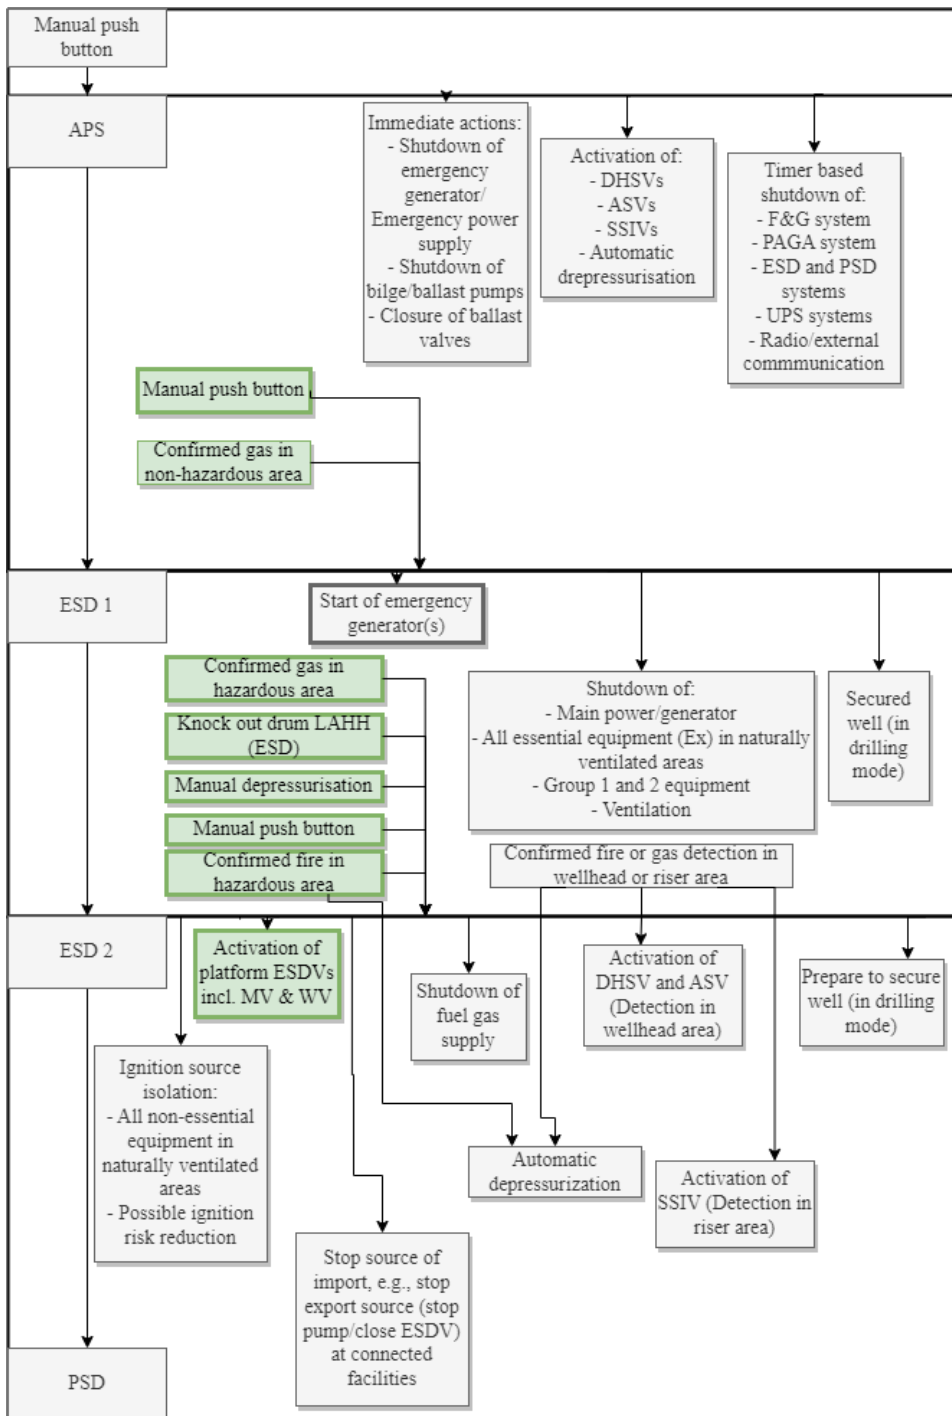 Manual push
button
APS
Immediate actions:
- Shutdown of
emergency
generator/
Emergency power
supply
- Shutdown of
bilge/ballast pumps
- Closure of ballast
valves
Activation of:
- DHSVs
- ASVs
- SSIVs
- Automatic
drepressurisation
Timer based
shutdown of:
- F&G system
- PAGA system
- ESD and PSD
systems
- UPS systems
- Radio/external
commmunication
Manual push button
Confirmed gas in
non-hazardous area
ESD 1
Start of emergency
generator(s)
Confirmed gas in
hazardous area
Knock out drum LAHH
(ESD)
Manual depressurisation
Manual push button
Confirmed fire in
hazardous area
Shutdown of:
- Main power/generator
- All essential equipment (Ex) in naturally
ventilated areas
- Group 1 and 2 equipment
- Ventilation
Secured
well (in
drilling
mode)
Confirmed fire or gas detection in
wellhead or riser area
ESD 2
Activation of
platform ESDVs
incl. MV & WV
Shutdown of
fuel gas
supply
Activation of
DHSV and ASV
(Detection in
wellhead area)
Prepare to secure
well (in drilling
mode)
Ignition source
isolation:
- All non-essential
equipment in
naturally ventilated
areas
- Possible ignition
risk reduction
Automatic
depressurization
Activation of
SSIV (Detection in
riser area)
Stop source of
import, e.g., stop
export source (stop
pump/close ESDV)
at connected
facilities
PSD